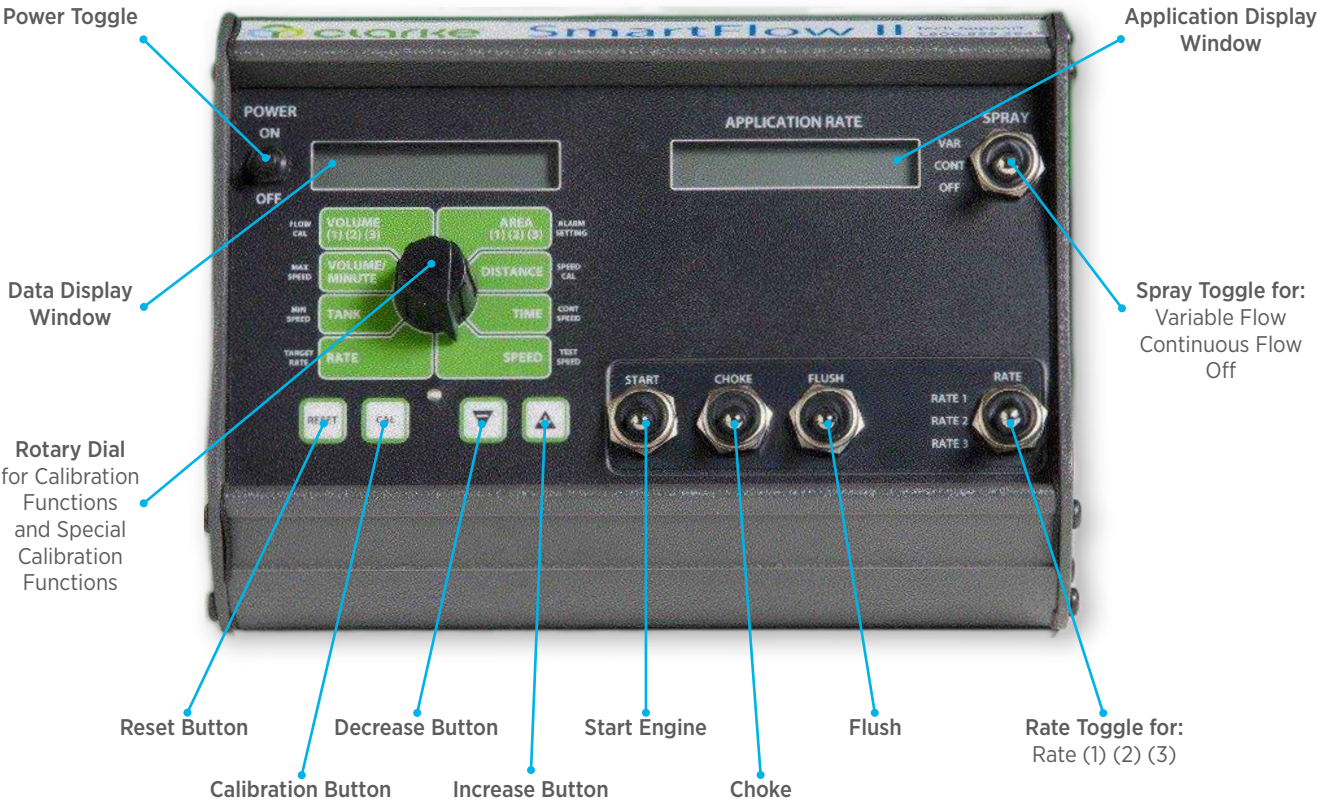 Power Toggle
Application Display
Window
Clarke SmartFlow II
POWER
ON
OFF
APPLICATION RATE
SPRAY
VAR
CONT
OFF
FLOW
CAL
VOLUME
(1) (2) (3)
AREA
(1) (2) (3)
ALARM
SETTING
MAX
SPEED
VOLUME/
MINUTE
DISTANCE
SPEED
CAL
MIN
SPEED
TANK
TIME
CONT
SPEED
TARGET
RATE
RATE
SPEED
TEST
SPEED
RESET
CAL
START
CHOKE
FLUSH
RATE
RATE 1
RATE 2
RATE 3
Data Display
Window
Spray Toggle for:
Variable Flow
Continuous Flow
Off
Rotary Dial
for Calibration
Functions
and Special
Calibration
Functions
Reset Button
Decrease Button
Start Engine
Flush
Rate Toggle for:
Rate (1) (2) (3)
Calibration Button
Increase Button
Choke